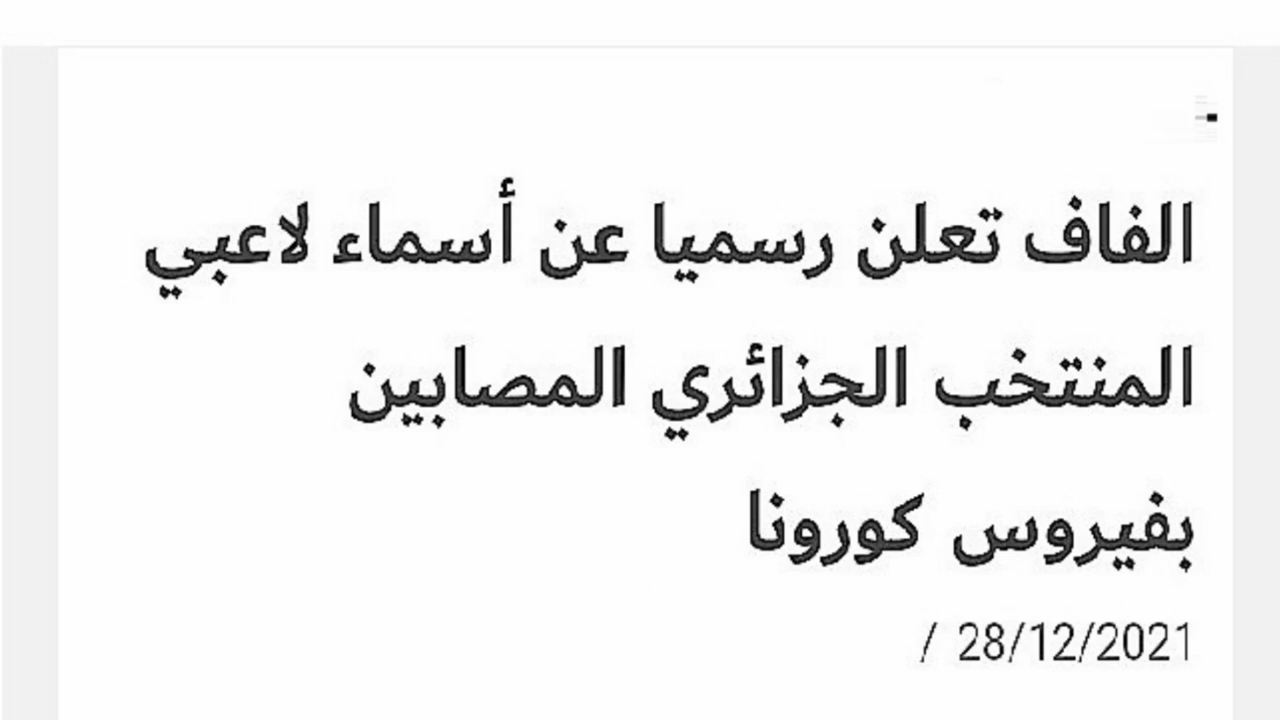 الفاف تعلن رسميا عن أسماء لاعبي
المنتخب الجزائري المصابين
بفيروس كورونا
28/12/2021 /